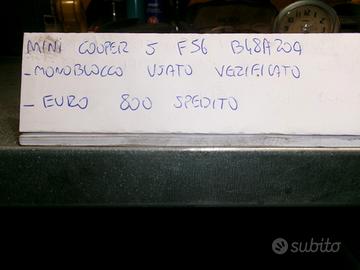 MINI COOPER S F56 B48A20A
- MONOBLOCCO USATO VERIFICATO
- EURO 800 SPEDITO
subito